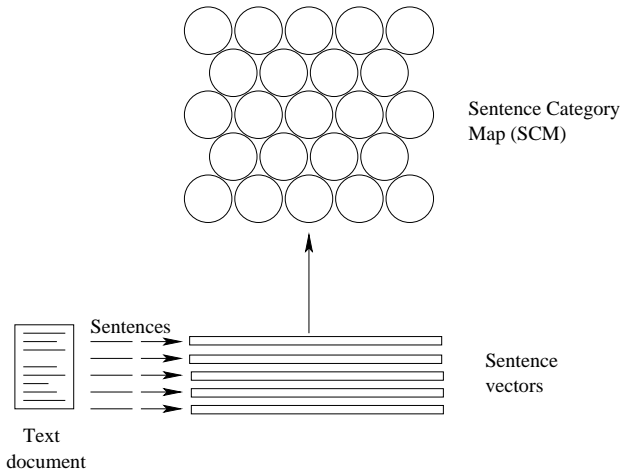 Sentence Category
Map (SCM)
Sentences
Sentence
vectors
Text
document